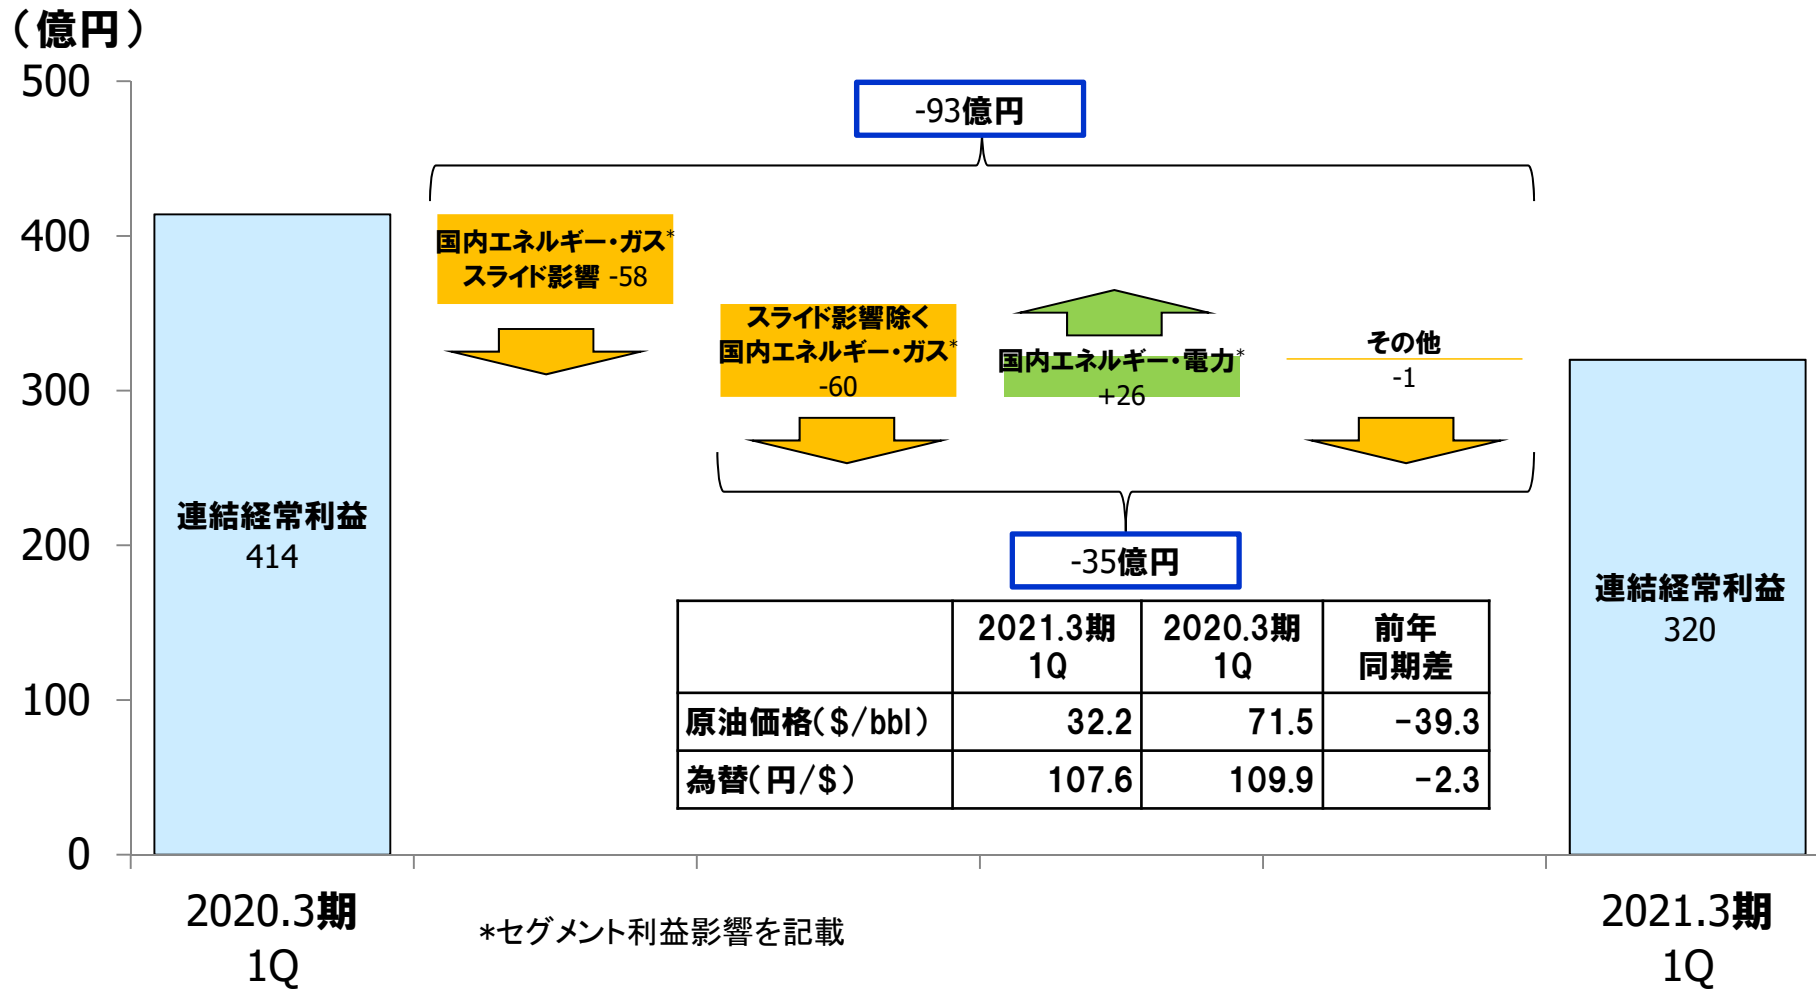 （億円）
500
400
300
200
100
0
-93億円
国内エネルギー・ガス*
スライド影響 -58
スライド影響除く
国内エネルギー・ガス*
-60
国内エネルギー・電力*
+26
その他
-1
連結経常利益
414
-35億円
連結経常利益
320
2021.3期 1Q 2020.3期 1Q 前年同期差
原油価格($/bbl) 32.2 71.5 -39.3
為替(円/$) 107.6 109.9 -2.3
2020.3期
1Q
*セグメント利益影響を記載
2021.3期
1Q